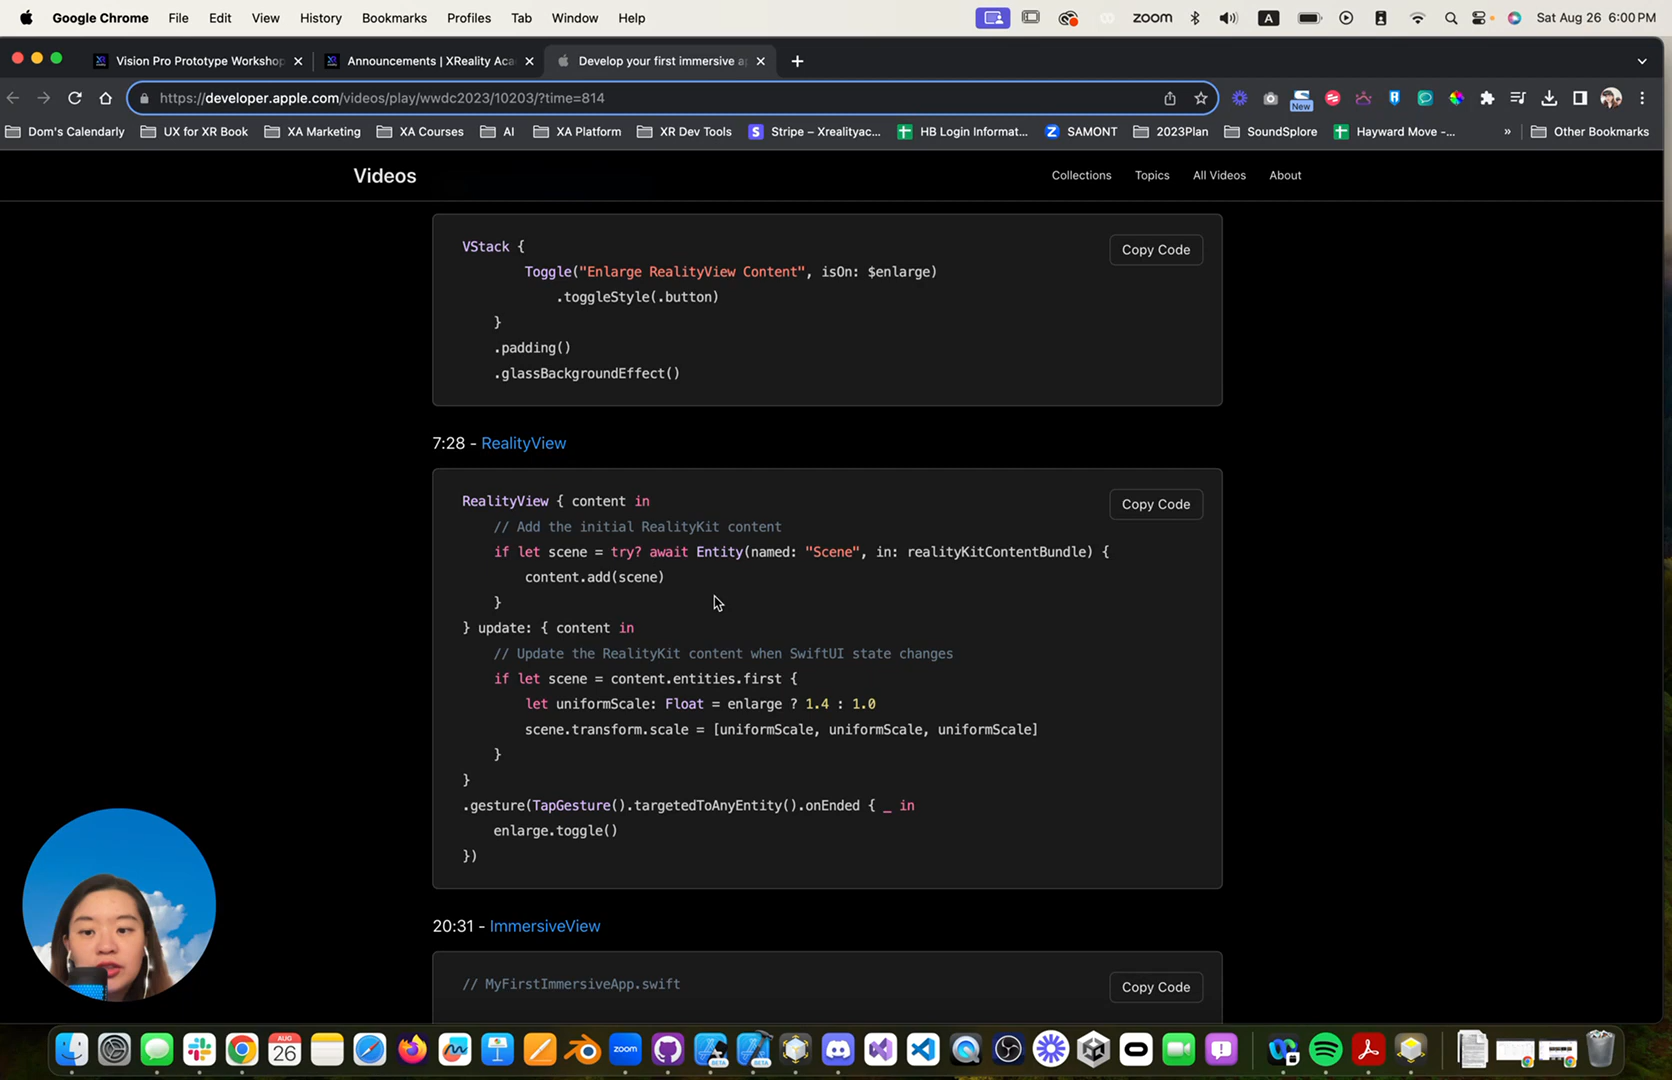 Google Chrome File Edit View History Bookmarks Profiles Tab Window Help zoom A Sat Aug 26 6:00 PM
Vision Pro Prototype Workshop Announcements | XReality Aca Develop your first immersive a
https://developer.apple.com/videos/play/wwdc2023/10203/?time=814 New
Dom's Calendarly UX for XR Book XA Marketing XA Courses AI XA Platform XR Dev Tools Stripe – Xrealityac... HB Login Informat... SAMONT 2023Plan SoundSplore Hayward Move -... » Other Bookmarks
Videos Collections Topics All Videos About
VStack { Copy Code
Toggle("Enlarge RealityView Content", isOn: $enlarge)
.toggleStyle(.button)
}
.padding()
.glassBackgroundEffect()
7:28 - RealityView
RealityView { content in Copy Code
// Add the initial RealityKit content
if let scene = try? await Entity(named: "Scene", in: realityKitContentBundle) {
content.add(scene)
}
} update: { content in
// Update the RealityKit content when SwiftUI state changes
if let scene = content.entities.first {
let uniformScale: Float = enlarge ? 1.4 : 1.0
scene.transform.scale = [uniformScale, uniformScale, uniformScale]
}
}
.gesture(TapGesture().targetedToAnyEntity().onEnded { _ in
enlarge.toggle()
})
20:31 - ImmersiveView
// MyFirstImmersiveApp.swift Copy Code
AUG
26
zoom
BETA
BETA